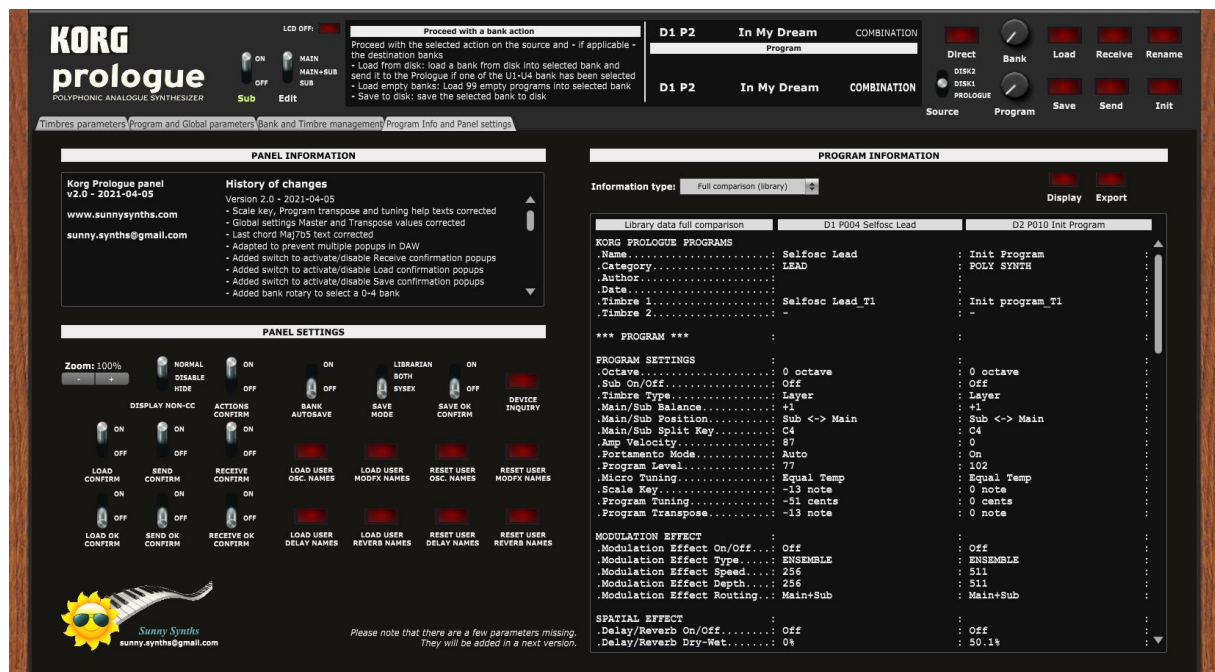 KORG
prologue
POLYPHONIC ANALOGUE SYNTHESIZER
LCD OFF:
ON
OFF
Sub
MAIN
MAIN+SUB
SUB
Edit
Proceed with a bank action
Proceed with the selected action on the source and - if applicable -
the destination banks
- Load from disk: load a bank from disk into selected bank and
send it to the Prologue if one of the U1-U4 bank has been selected
- Load empty banks: Load 99 empty programs into selected bank
- Save to disk: save the selected bank to disk
D1 P2 In My Dream COMBINATION
Program
D1 P2 In My Dream COMBINATION
Direct
Bank
Load
Receive
Rename
DISK2
DISK1
PROLOGUE
Source
Program
Save
Send
Init
Timbres parameters
Program and Global parameters
Bank and Timbre management
Program Info and Panel settings
PANEL INFORMATION
Korg Prologue panel
v2.0 - 2021-04-05
www.sunnysynths.com
sunny.synths@gmail.com
History of changes
Version 2.0 - 2021-04-05
- Scale key, Program transpose and tuning help texts corrected
- Global settings Master and Transpose values corrected
- Last chord Maj7b5 text corrected
- Adapted to prevent multiple popups in DAW
- Added switch to activate/disable Receive confirmation popups
- Added switch to activate/disable Load confirmation popups
- Added switch to activate/disable Save confirmation popups
- Added bank rotary to select a 0-4 bank
PANEL SETTINGS
Zoom: 100%
- +
NORMAL
DISABLE
HIDE
DISPLAY NON-CC
ON
OFF
ACTIONS
CONFIRM
ON
OFF
BANK
AUTOSAVE
LIBRARIAN
BOTH
SYSEX
SAVE
MODE
ON
OFF
SAVE OK
CONFIRM
DEVICE
INQUIRY
ON
OFF
LOAD
CONFIRM
ON
OFF
SEND
CONFIRM
ON
OFF
RECEIVE
CONFIRM
LOAD USER
OSC. NAMES
LOAD USER
MODFX NAMES
RESET USER
OSC. NAMES
RESET USER
MODFX NAMES
ON
OFF
LOAD OK
CONFIRM
ON
OFF
SEND OK
CONFIRM
ON
OFF
RECEIVE OK
CONFIRM
LOAD USER
DELAY NAMES
LOAD USER
REVERB NAMES
RESET USER
DELAY NAMES
RESET USER
REVERB NAMES
Sunny Synths
sunny.synths@gmail.com
Please note that there are a few parameters missing.
They will be added in a next version.
PROGRAM INFORMATION
Information type: Full comparison (library)
Display
Export
Library data full comparison D1 P004 Selfosc Lead D2 P010 Init Program
KORG PROLOGUE PROGRAMS : : :
.Name.......................: Selfosc Lead : Init Program :
.Category...................: LEAD : POLY SYNTH :
.Author.....................: : :
.Date.......................: : :
.Timbre 1...................: Selfosc Lead_T1 : Init program_T1 :
.Timbre 2...................: - : - :
*** PROGRAM *** : : :
PROGRAM SETTINGS : : :
.Octave.....................: 0 octave : 0 octave :
.Sub On/Off.................: Off : Off :
.Timbre Type................: Layer : Layer :
.Main/Sub Balance...........: +1 : +1 :
.Main/Sub Position..........: Sub <-> Main : Sub <-> Main :
.Main/Sub Split Key.........: C4 : C4 :
.Amp Velocity...............: 87 : 0 :
.Portamento Mode............: Auto : On :
.Program Level..............: 77 : 102 :
.Micro Tuning...............: Equal Temp : Equal Temp :
.Scale Key..................: -13 note : 0 note :
.Program Tuning.............: -51 cents : 0 cents :
.Program Transpose..........: -13 note : 0 note :
MODULATION EFFECT : : :
.Modulation Effect On/Off...: Off : Off :
.Modulation Effect Type.....: ENSEMBLE : ENSEMBLE :
.Modulation Effect Speed....: 256 : 511 :
.Modulation Effect Depth....: 256 : 511 :
.Modulation Effect Routing..: Main+Sub : Main+Sub :
SPATIAL EFFECT : : :
.Delay/Reverb On/Off........: Off : Off :
.Delay/Reverb Dry-Wet.......: 0% : 50.1% :